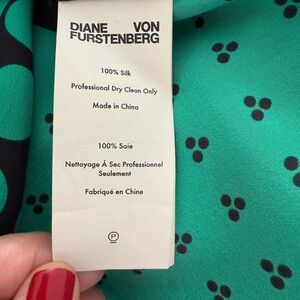 DIANE VON
FURSTENBERG
100% Silk
Professional Dry Clean Only
Made in China
100% Soie
Nettoyage À Sec Professionnel
Seulement
Fabriqué en Chine
P